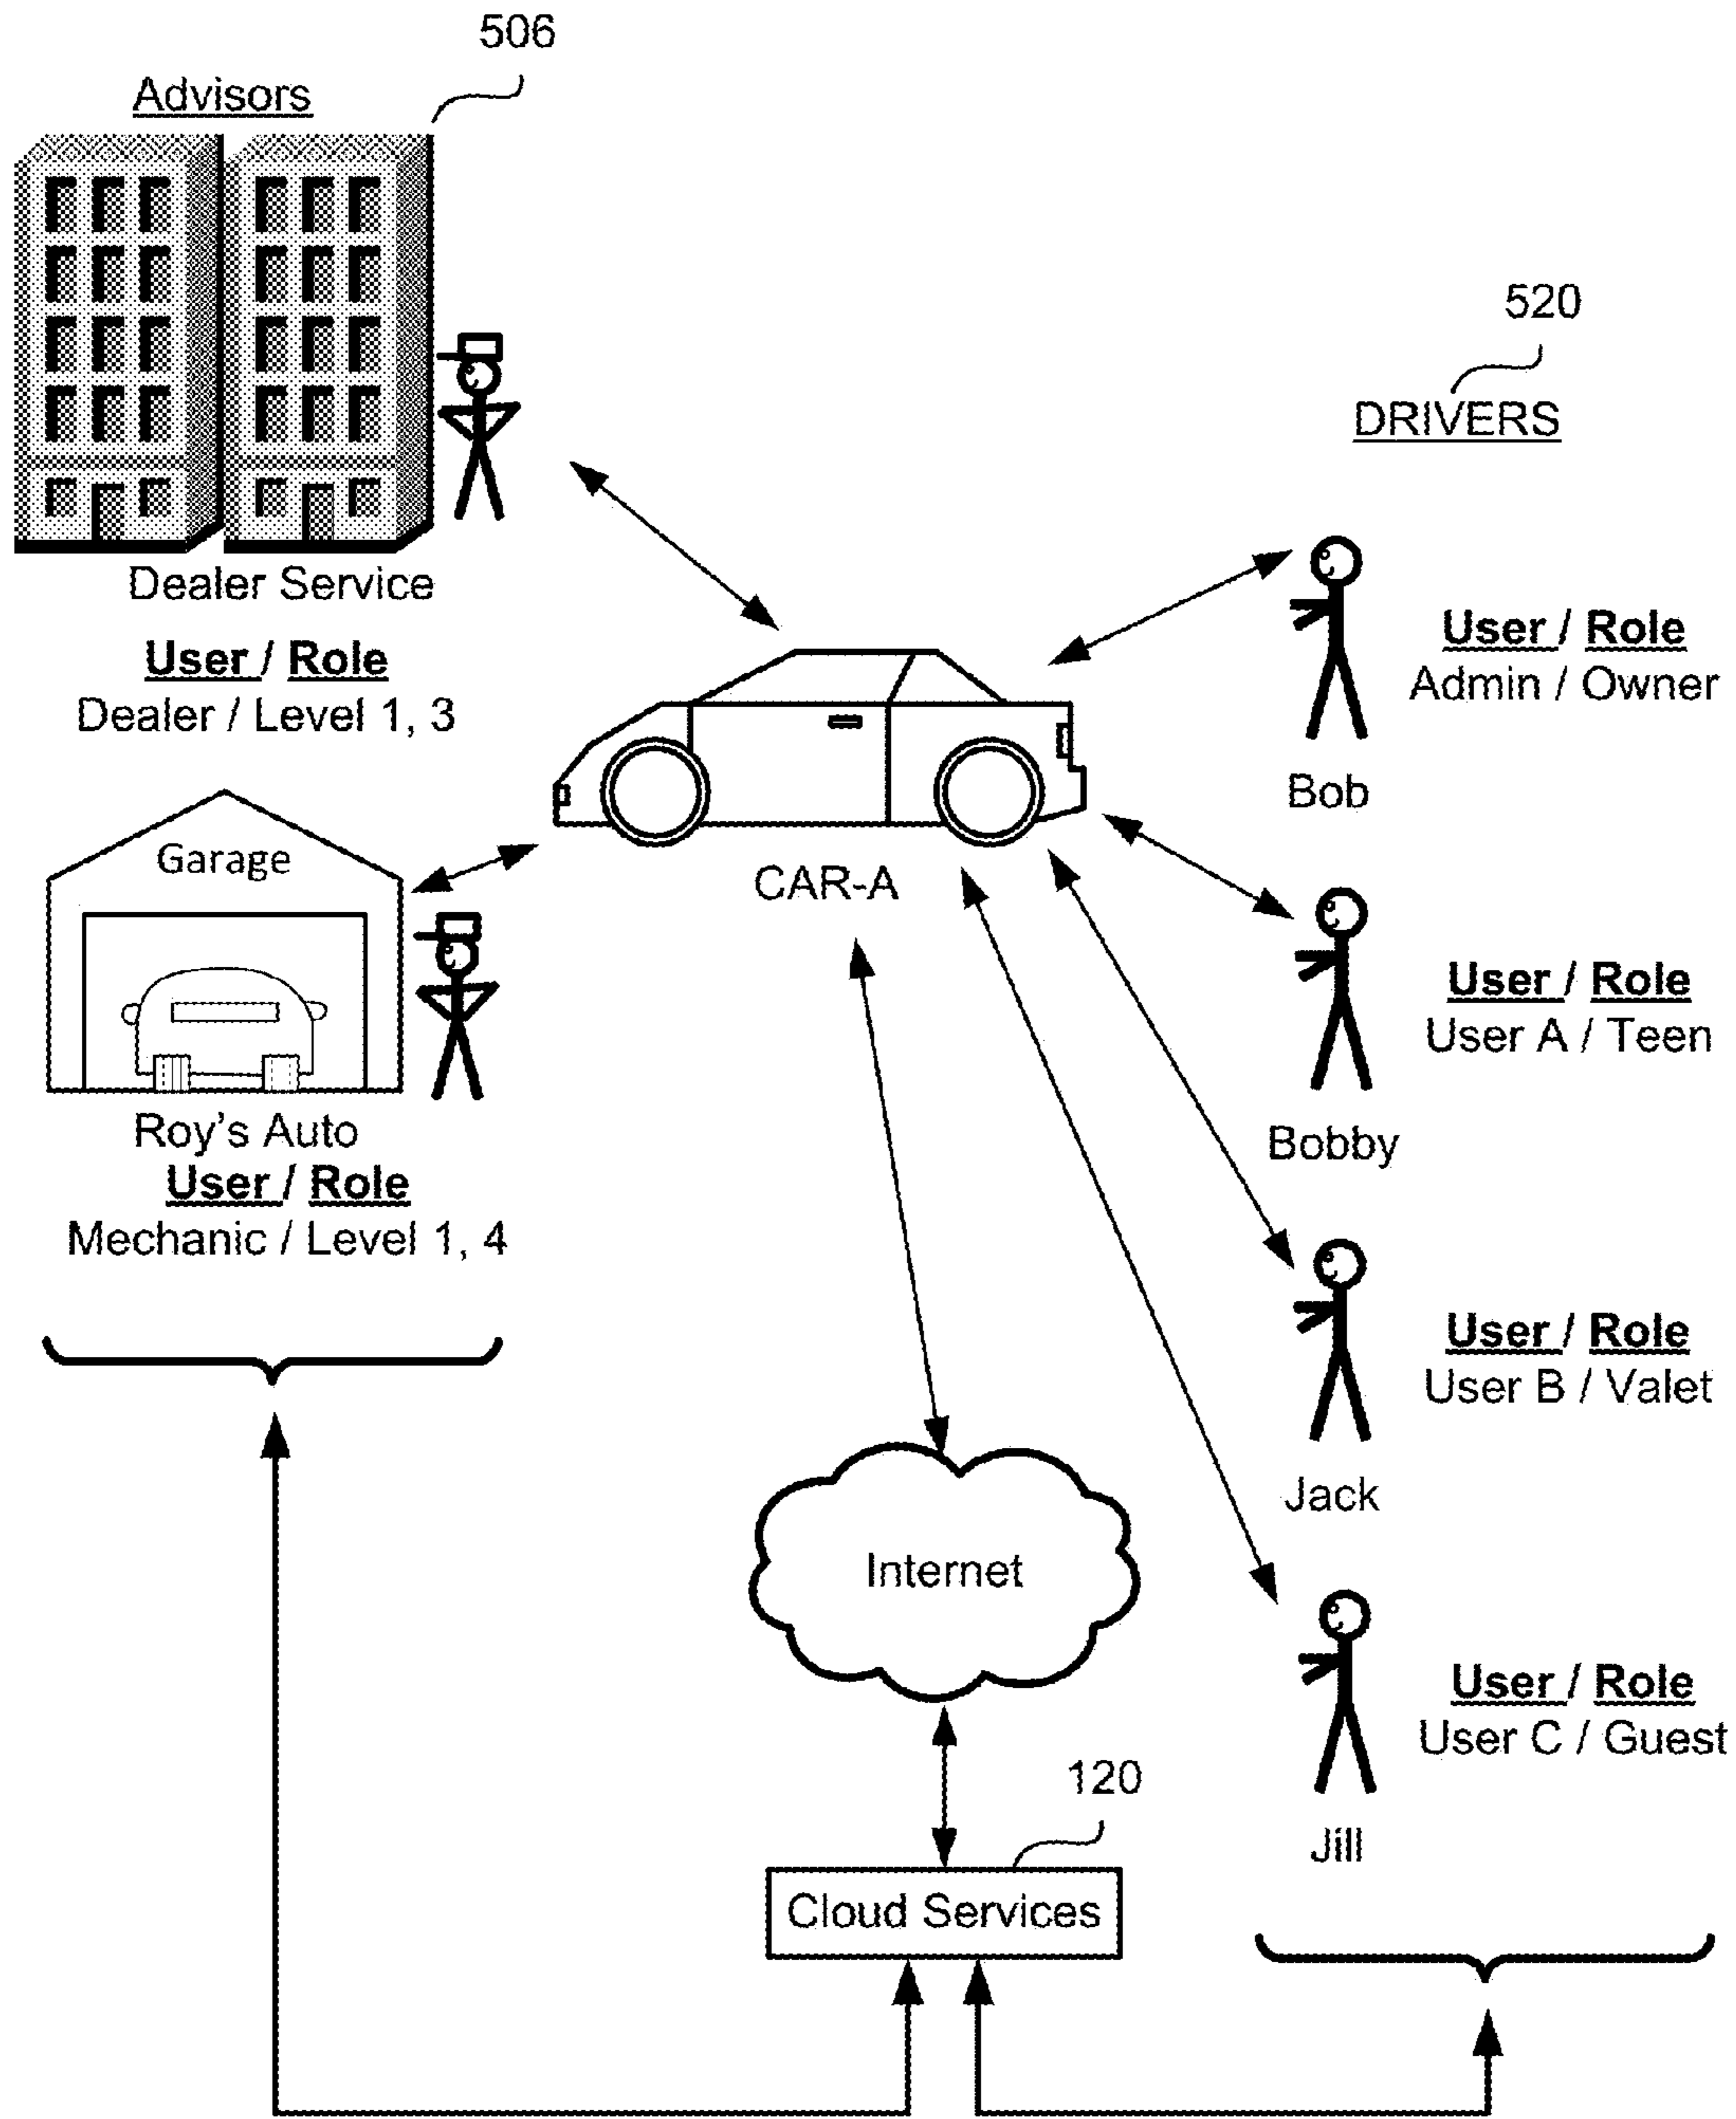 506
Advisors
520
DRIVERS
Dealer Service
User / Role
Dealer / Level 1, 3
User / Role
Admin / Owner
Bob
Garage
CAR-A
User / Role
User A / Teen
Bobby
Roy's Auto
User / Role
Mechanic / Level 1, 4
User / Role
User B / Valet
Jack
Internet
User / Role
User C / Guest
120
Jill
Cloud Services